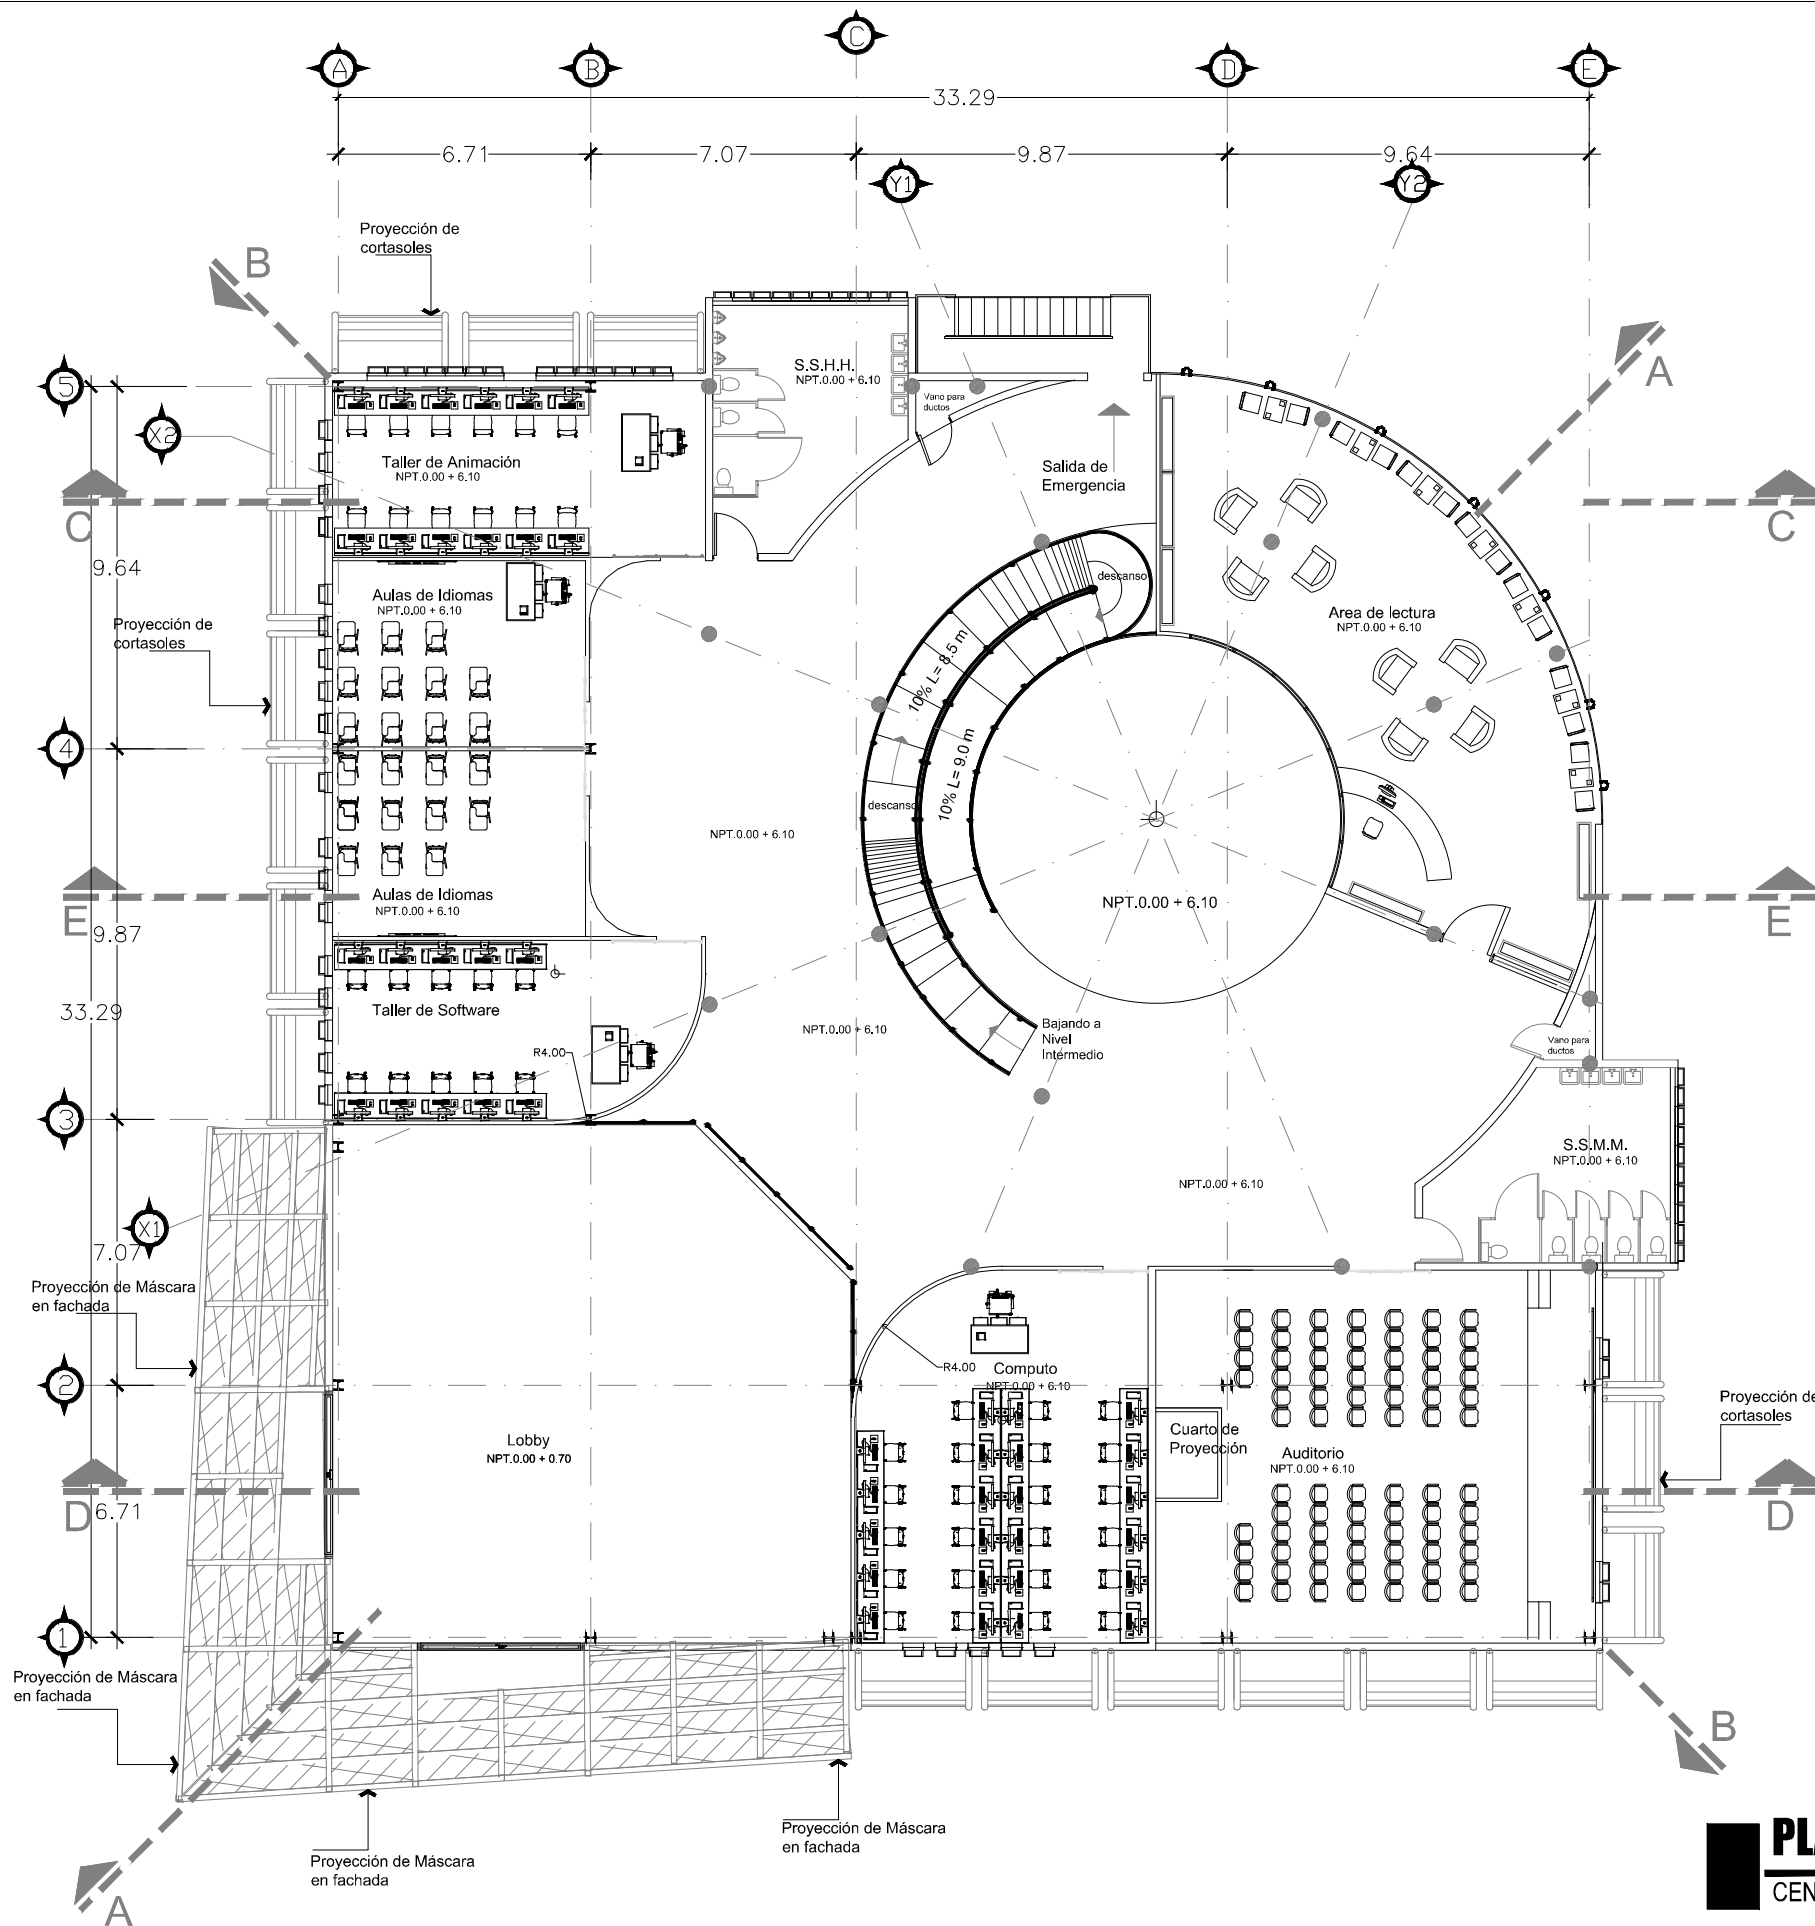 A
B
C
D
E
33.29
6.71
7.07
9.87
9.64
Y1
Y2
Proyección de
cortasoles
B
A
5
X2
S.S.H.H.
NPT.0.00 + 6.10
Vano para
ductos
Taller de Animación
NPT.0.00 + 6.10
Salida de
Emergencia
C
C
9.64
Aulas de Idiomas
NPT.0.00 + 6.10
descanso
Area de lectura
NPT.0.00 + 6.10
Proyección de
cortasoles
10% L= 8.5 m
10% L= 9.0 m
4
descanso
NPT.0.00 + 6.10
Aulas de Idiomas
NPT.0.00 + 6.10
NPT.0.00 + 6.10
E
E
9.87
33.29
Taller de Software
NPT.0.00 + 6.10
Bajando a
Nivel
Intermedio
R4.00
Vano para
ductos
3
S.S.M.M.
NPT.0.00 + 6.10
NPT.0.00 + 6.10
X1
7.07
Proyección de Máscara
en fachada
R4.00
Computo
NPT.0.00 + 6.10
2
Proyección de
cortasoles
Cuarto de
Proyección
Lobby
NPT.0.00 + 0.70
Auditorio
NPT.0.00 + 6.10
D
D
6.71
1
Proyección de Máscara
en fachada
B
Proyección de Máscara
en fachada
Proyección de Máscara
en fachada
A
PLA
CEN